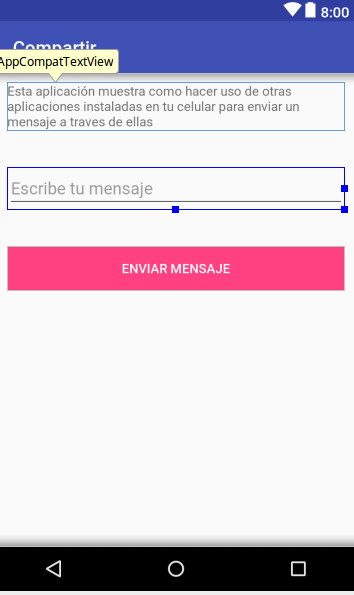 8:00
Compartir
AppCompatTextView
Esta aplicación muestra como hacer uso de otras
aplicaciones instaladas en tu celular para enviar un
mensaje a traves de ellas
Escribe tu mensaje
ENVIAR MENSAJE